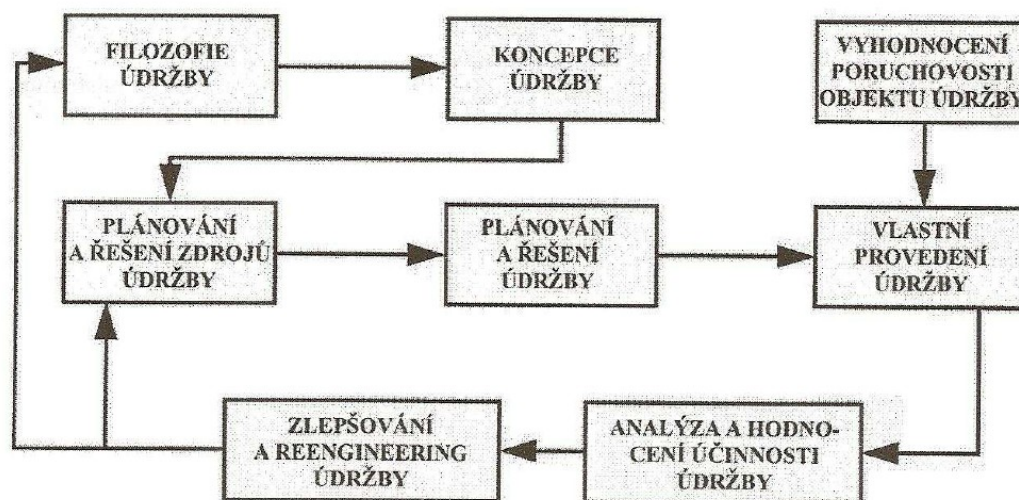 FILOZOFIE
ÚDRŽBY
KONCEPCE
ÚDRŽBY
VYHODNOCENÍ
PORUCHOVOSTI
OBJEKTU ÚDRŽBY
PLÁNOVÁNÍ
A ŘEŠENÍ ZDROJŮ
ÚDRŽBY
PLÁNOVÁNÍ
A ŘEŠENÍ
ÚDRŽBY
VLASTNÍ
PROVEDENÍ
ÚDRŽBY
ZLEPŠOVÁNÍ
A REENGINEERING
ÚDRŽBY
ANALÝZA A HODNO-
CENÍ ÚČINNOSTI
ÚDRŽBY